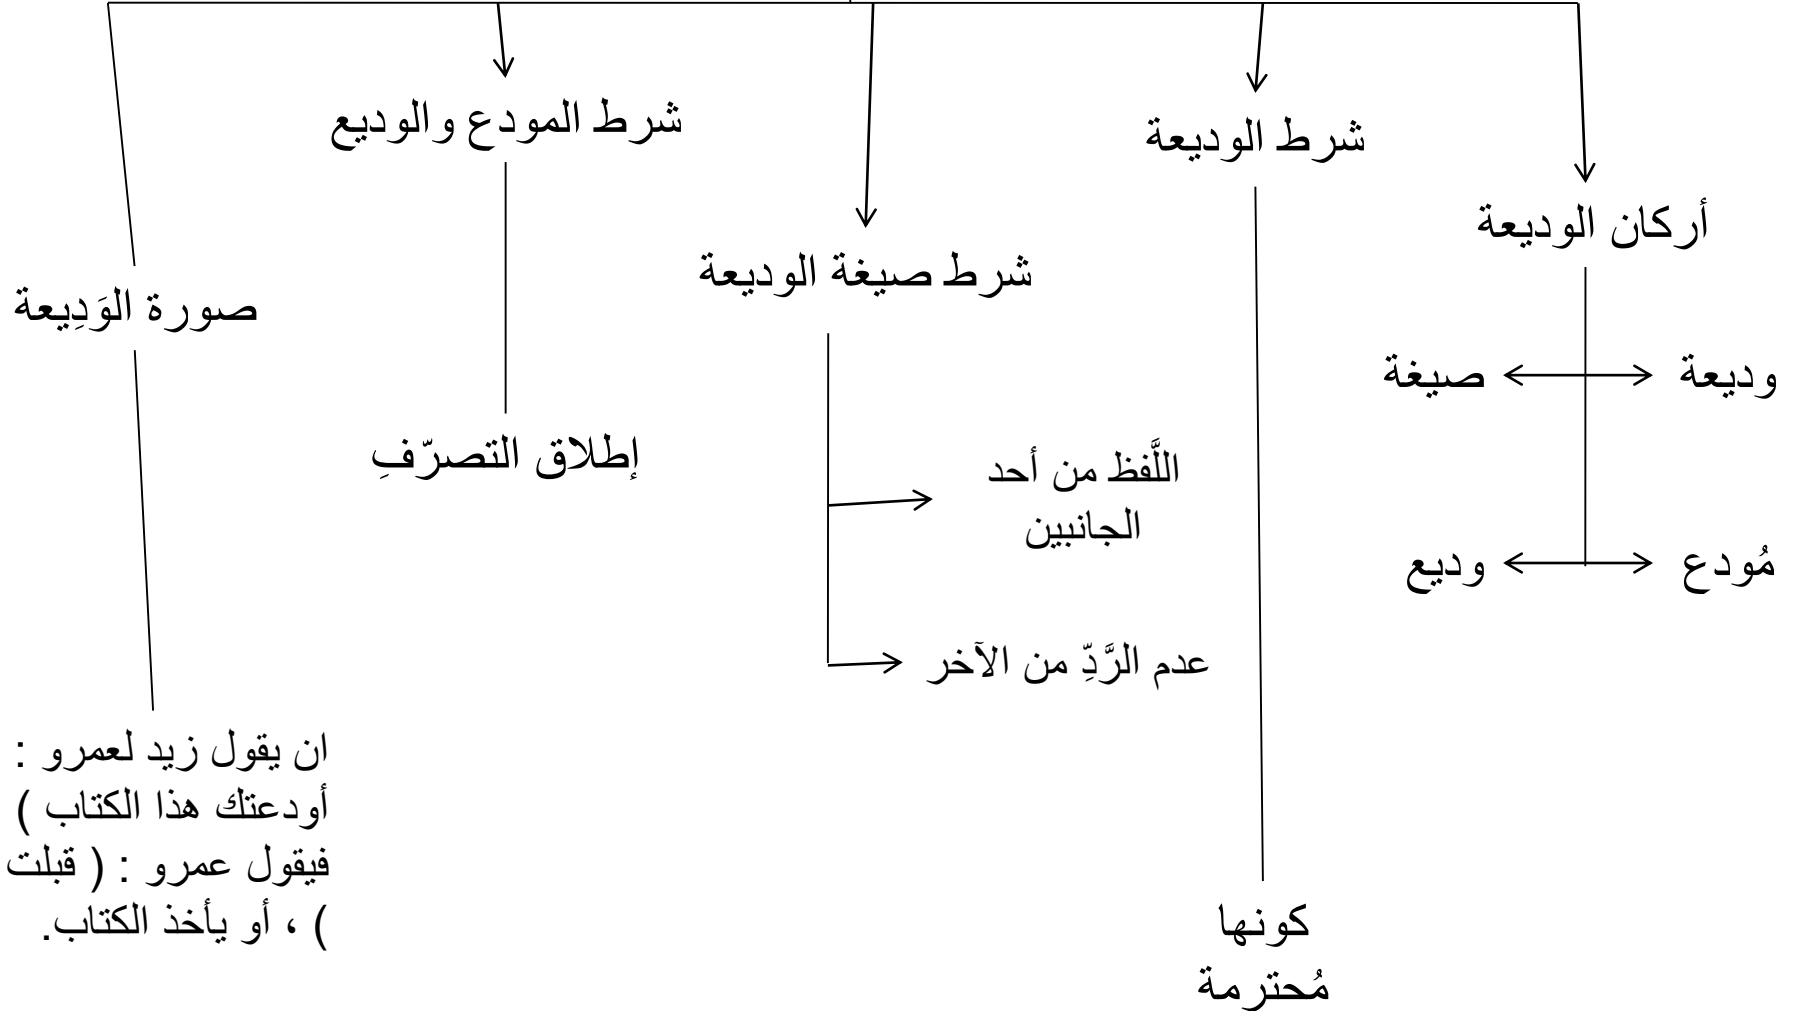 أركان الوديعة
وديعة
صيغة
مُودع
وديع
شرط الوديعة
كونها
مُحترمة
شرط صيغة الوديعة
اللَّفظ من أحد
الجانبين
عدم الرَّدِّ من الآخر
شرط المودع والوديع
إطلاق التصرّفِ
صورة الوَدِيعة
ان يقول زيد لعمرو :
أودعتك هذا الكتاب )
فيقول عمرو : ( قبلت
) ، أو يأخذ الكتاب.